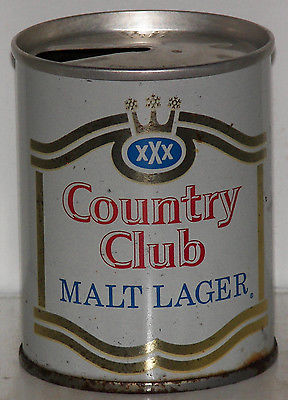 xXx
Country
Club
MALT LAGER